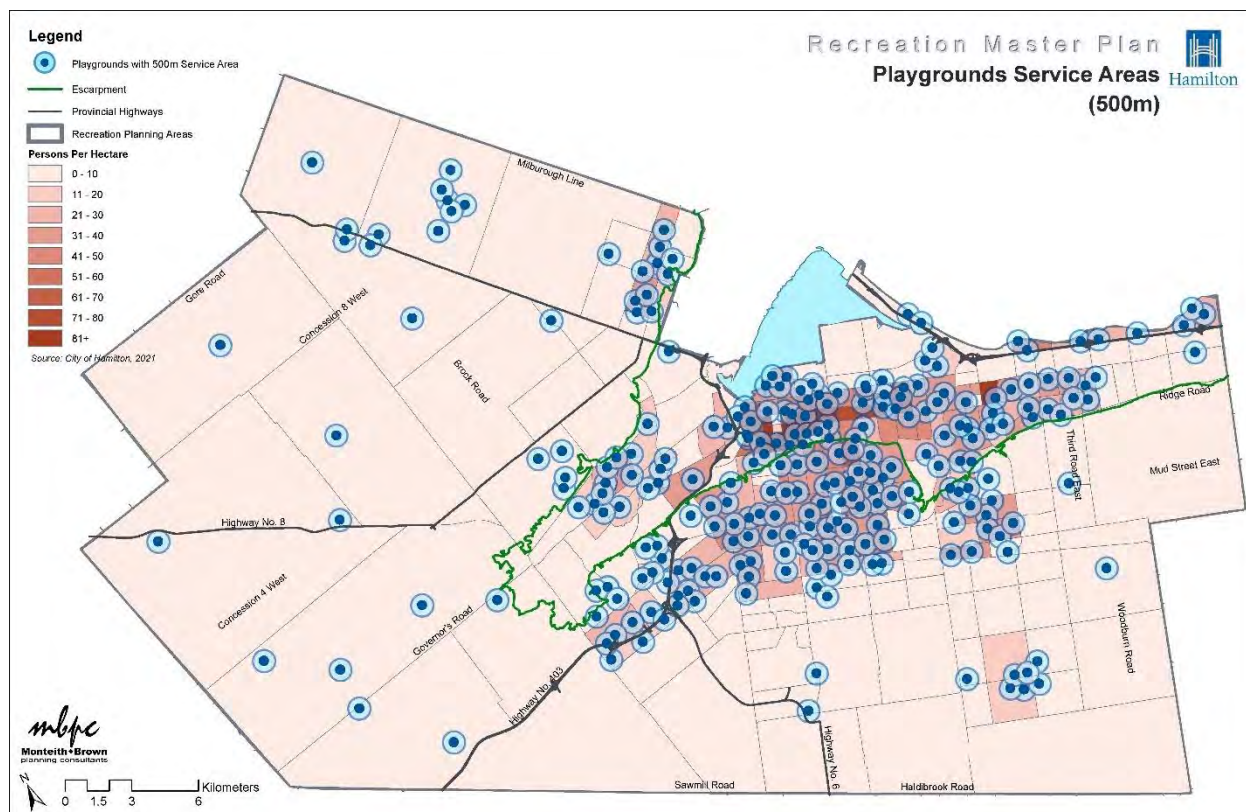 Legend
Playgrounds with 500m Service Area
Escarpment
Provincial Highways
Recreation Planning Areas
Persons Per Hectare
0 - 10
11 - 20
21 - 30
31 - 40
41 - 50
51 - 60
61 - 70
71 - 80
81+
Source: City of Hamilton, 2021
Recreation Master Plan
Playgrounds Service Areas
(500m)
Hamilton
Milburough Line
Gore Road
Concession 8 West
Brock Road
Highway No. 8
Concession 4 West
Governor's Road
Highway No. 403
Ridge Road
Third Road East
Mud Street East
Woodburn Road
Highway No. 6
Sawmill Road
Haldibrook Road
mbpc
Monteith Brown
planning consultants
N
0 1.5 3 6
Kilometers